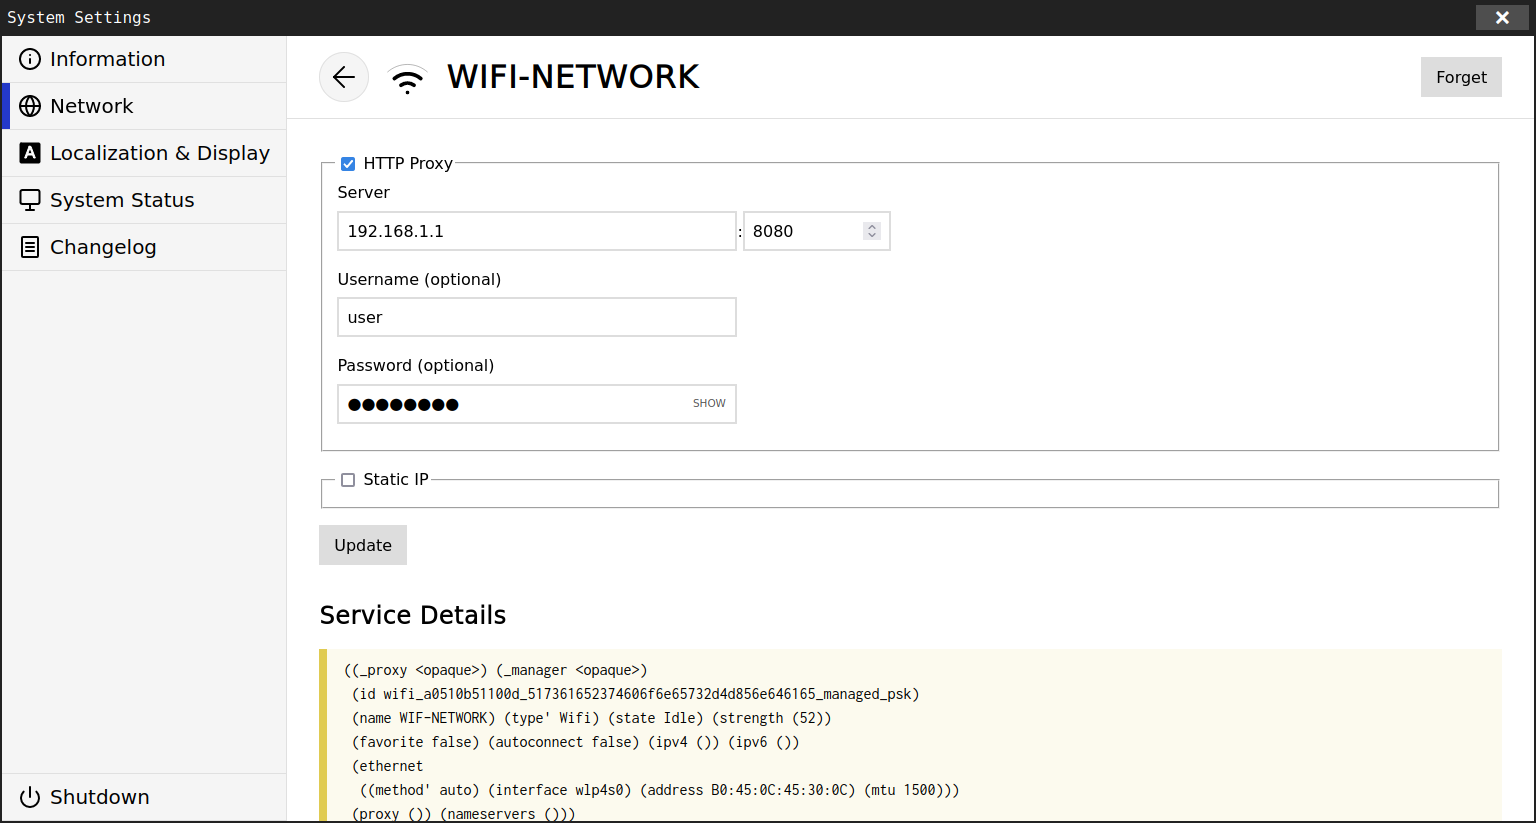 System Settings
Information
Network
Localization & Display
System Status
Changelog
Shutdown
WIFI-NETWORK
Forget
HTTP Proxy
Server
192.168.1.1 : 8080
Username (optional)
user
Password (optional)
●●●●●●●● SHOW
Static IP
Update
Service Details
((_proxy <opaque>) (_manager <opaque>)
(id wifi_a0510b51100d_517361652374606f6e65732d4d856e646165_managed_psk)
(name WIF-NETWORK) (type' Wifi) (state Idle) (strength (52))
(favorite false) (autoconnect false) (ipv4 ()) (ipv6 ())
(ethernet
((method' auto) (interface wlp4s0) (address B0:45:0C:45:30:0C) (mtu 1500)))
(proxy ()) (nameservers ()))